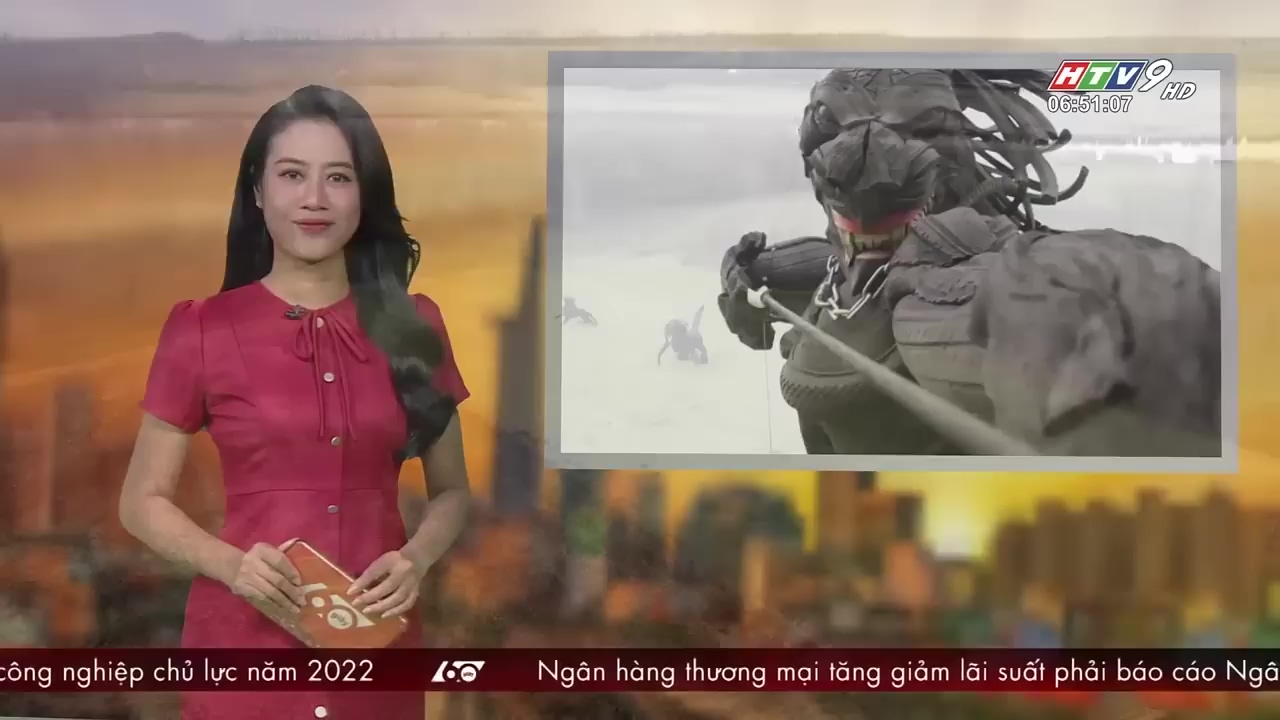 HTV9 HD
06:51:07
công nghiệp chủ lực năm 2022 60 Ngân hàng thương mại tăng giảm lãi suất phải báo cáo Ngâ